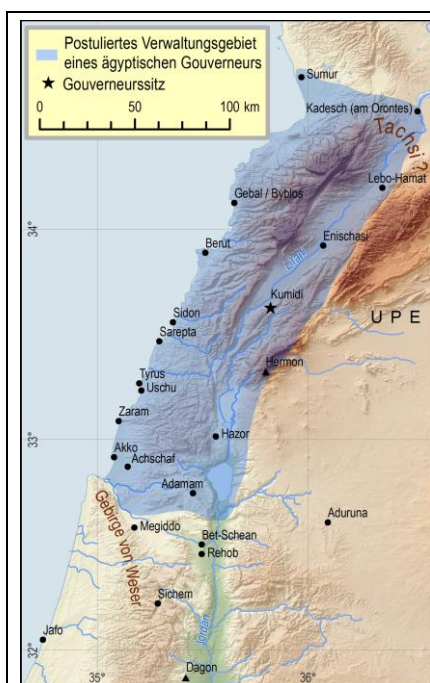 Postuliertes Verwaltungsgebiet
eines ägyptischen Gouverneurs
Gouverneurssitz
0 50 100 km
Sumur
Kadesch (am Orontes)
Tachsi ?
Lebo-Hamat
Gebal / Byblos
34°
Berut
Enischasi
Litani
Kumidi
Sidon
UPE
Sarepta
Hermon
Tyrus
Uschu
Zaram
33°
Hazor
Akko
Achschaf
Adamam
Gebirge von Weser
Megiddo
Aduruna
Bet-Schean
Rehob
Sichem
Jafo
Jordan
32°
35°
36°
Dagon